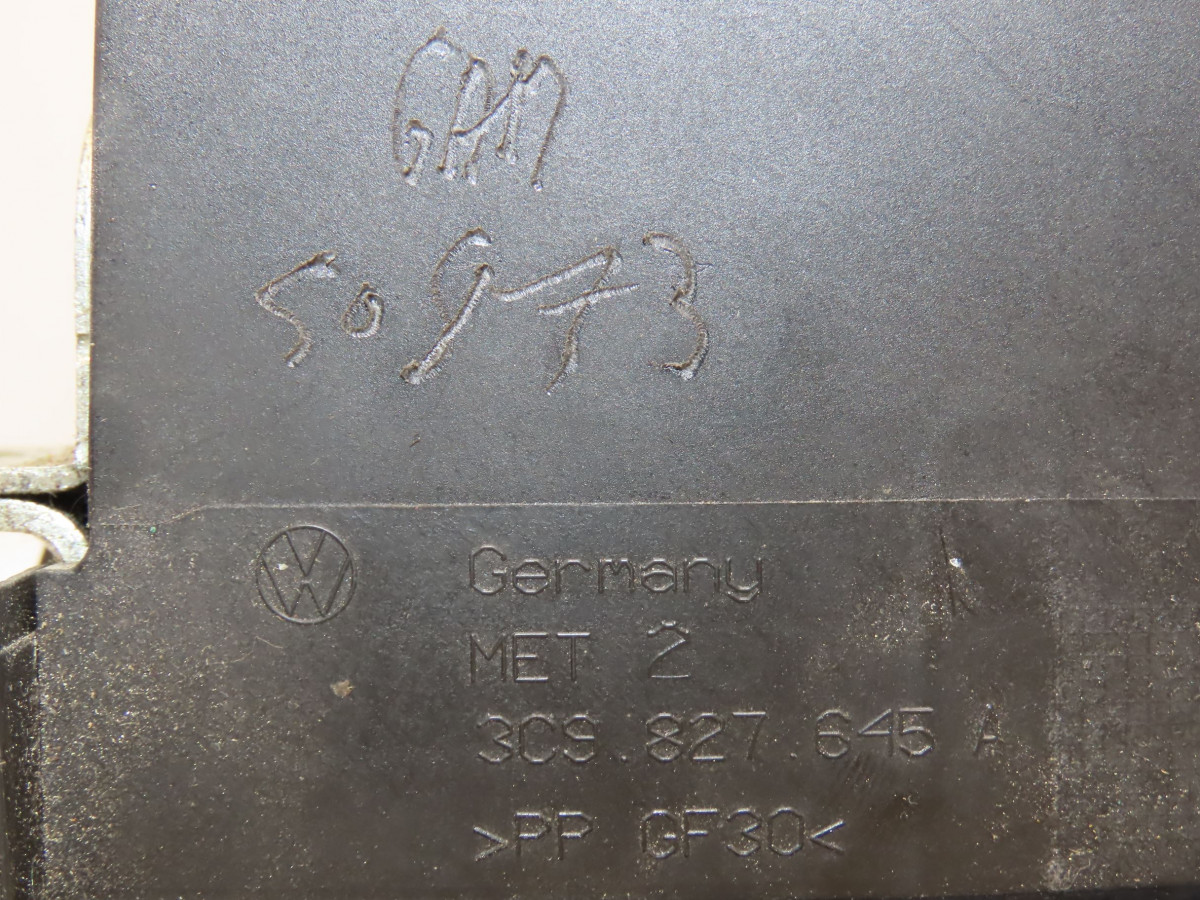 GAM
50973
Germany
MET 2
3C9.827.645 A
>PP GF30<